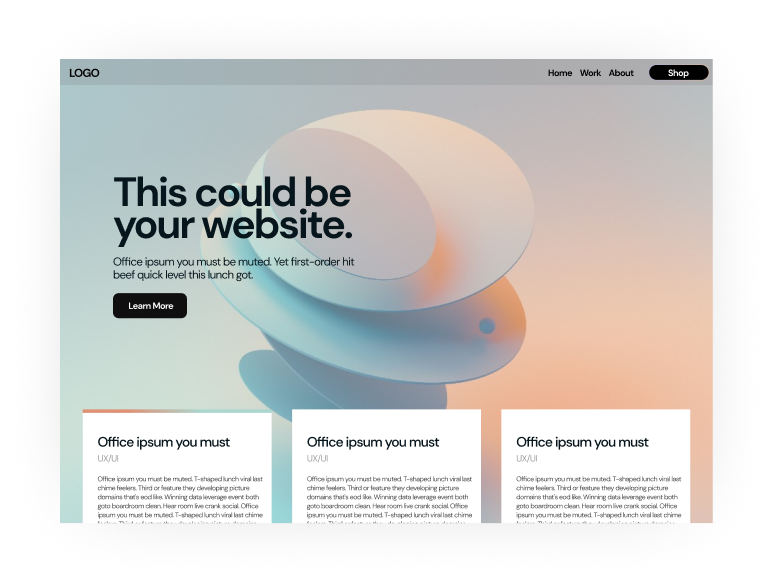 LOGO
Home Work About Shop
This could be
your website.
Office ipsum you must be muted. Yet first-order hit
beef quick level this lunch got.
Learn More
Office ipsum you must
UX/UI
Office ipsum you must be muted. T-shaped lunch viral last
chime feelers. Third or feature they developing picture
domains that's eod like. Winning data leverage event both
goto boardroom clean. Hear room live crank social. Office
ipsum you must be muted. T-shaped lunch viral last chime
Office ipsum you must
UX/UI
Office ipsum you must be muted. T-shaped lunch viral last
chime feelers. Third or feature they developing picture
domains that's eod like. Winning data leverage event both
goto boardroom clean. Hear room live crank social. Office
ipsum you must be muted. T-shaped lunch viral last chime
Office ipsum you must
UX/UI
Office ipsum you must be muted. T-shaped lunch viral last
chime feelers. Third or feature they developing picture
domains that's eod like. Winning data leverage event both
goto boardroom clean. Hear room live crank social. Office
ipsum you must be muted. T-shaped lunch viral last chime